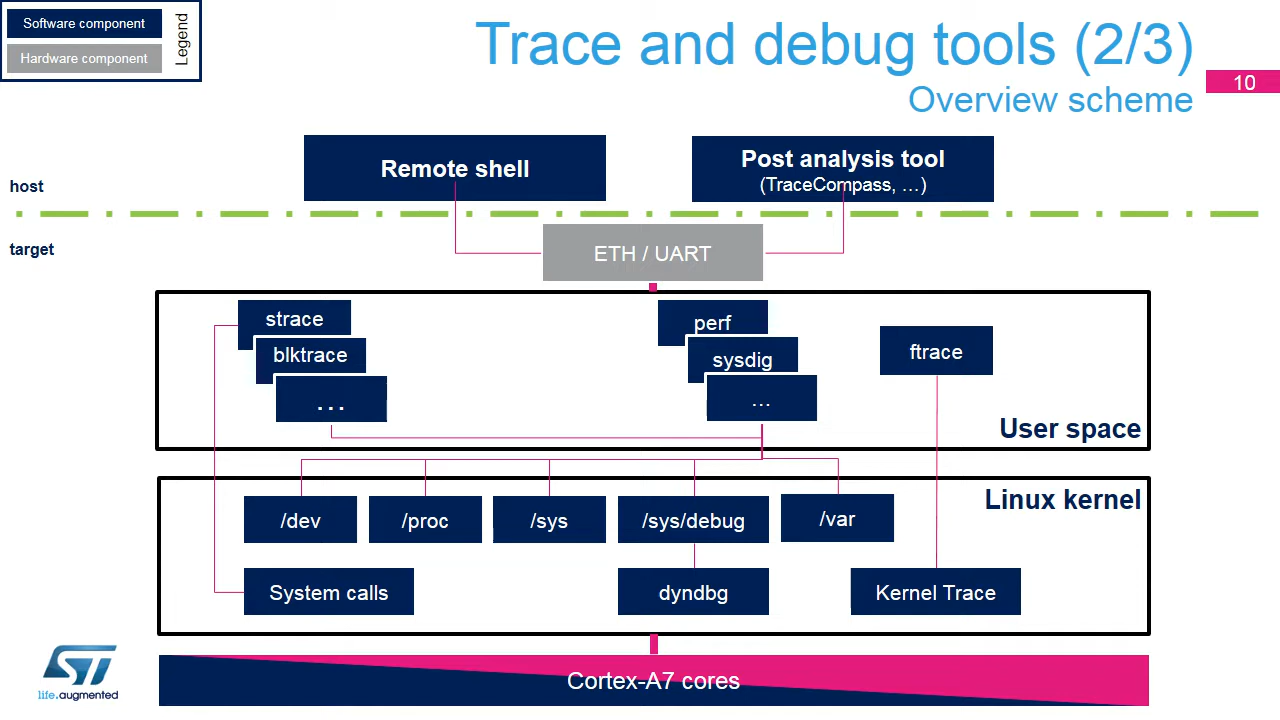 Software component
Hardware component
Legend
Trace and debug tools (2/3)
Overview scheme
10
Remote shell
Post analysis tool
(TraceCompass, …)
host
target
ETH / UART
strace
blktrace
...
perf
sysdig
...
ftrace
User space
Linux kernel
/dev
/proc
/sys
/sys/debug
/var
System calls
dyndbg
Kernel Trace
ST
life.augmented
Cortex-A7 cores